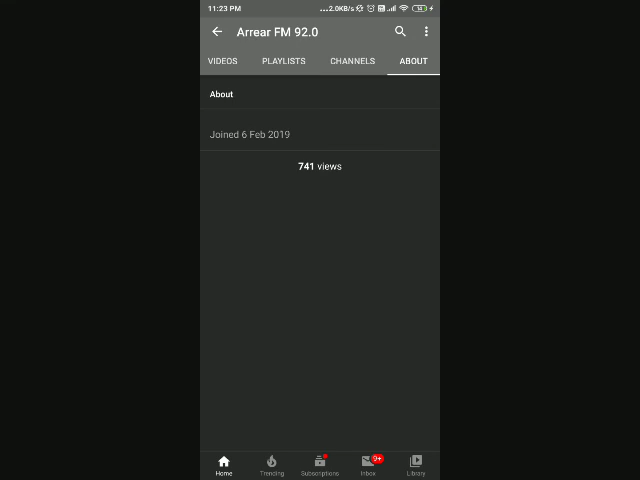 11:23 PM ...2.0KB/s
Arrear FM 92.0
VIDEOS PLAYLISTS CHANNELS ABOUT
About
Joined 6 Feb 2019
741 views
9+
Home Trending Subscriptions Inbox Library